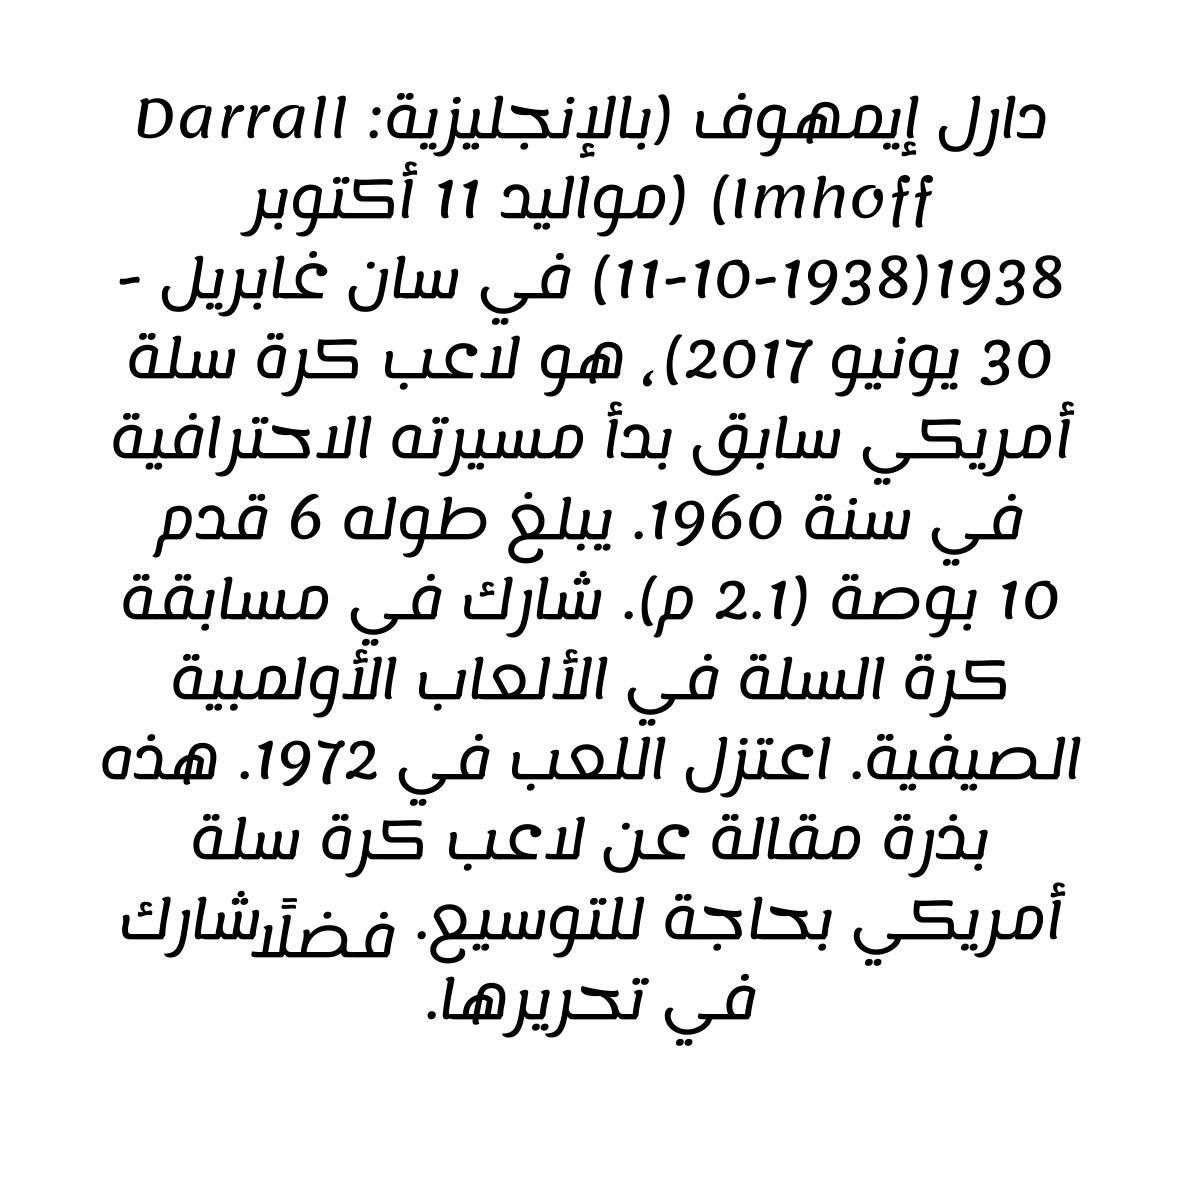 دارل إيمهوف (بالإنجليزية: Darrall
Imhoff) (مواليد 11 أكتوبر
1938(1938-10-11) في سان غابريل -
30 يونيو 2017)، هو لاعب كرة سلة
أمريكي سابق بدأ مسيرته الاحترافية
في سنة 1960. يبلغ طوله 6 قدم
10 بوصة (2.1 م). شارك في مسابقة
كرة السلة في الألعاب الأولمبية
الصيفية. اعتزل اللعب في 1972. هذه
بذرة مقالة عن لاعب كرة سلة
أمريكي بحاجة للتوسيع. فضلًا شارك
في تحريرها.